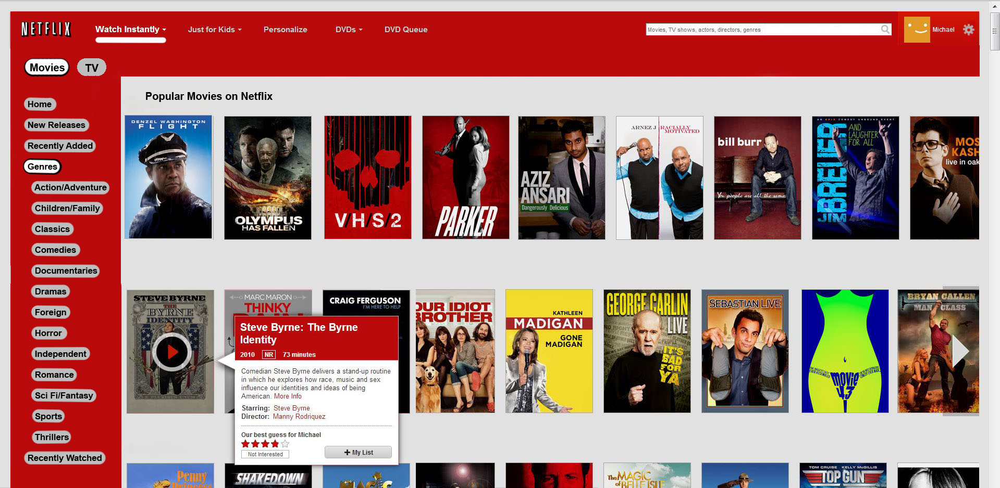 NETFLIX
Watch Instantly
Just for Kids
Personalize
DVDs
DVD Queue
Movies, TV shows, actors, directors, genres
Michael
Movies
TV
Home
New Releases
Recently Added
Genres
Action/Adventure
Children/Family
Classics
Comedies
Documentaries
Dramas
Foreign
Horror
Independent
Romance
Sci Fi/Fantasy
Sports
Thrillers
Recently Watched
Popular Movies on Netflix
DENZEL WASHINGTON
FLIGHT
OLYMPUS
HAS FALLEN
V/H/S/2
PARKER
AZIZ
ANSARI
Dangerously Delicious
ARNEZ J
RACIALLY
MOTIVATED
bill burr
You people are all the same.
AN EPIC COMEDY UNBOUND EVENT
JIM
BREUER
AND
LAUGHTER
FOR ALL
MOS
KASH
live in oak
STEVE BYRNE
THE
BYRNE
IDENTITY
E PLURIBUS UNUM
MARC MARON
THINKY
CRAIG FERGUSON
I'M HERE TO HELP
OUR IDIOT
BROTHER
KATHLEEN
MADIGAN
GONE
MADIGAN
GEORGE CARLIN
LIVE
IT'S
BAD
FOR
YA
SEBASTIAN LIVE
MOVIE
43
BRYAN CALLEN
MAN CLASS
Steve Byrne: The Byrne
Identity
2010 NR 73 minutes
Comedian Steve Byrne delivers a stand-up routine
in which he explores how race, music and sex
influence our identities and ideas of being
American. More Info
Starring: Steve Byrne
Director: Manny Rodriquez
Our best guess for Michael
Not Interested
+ My List
Penny
Princess
SHAKEDOWN
The MAGIC
of BELLE ISLE
TOM CRUISE KELLY McGILLIS
TOP GUN